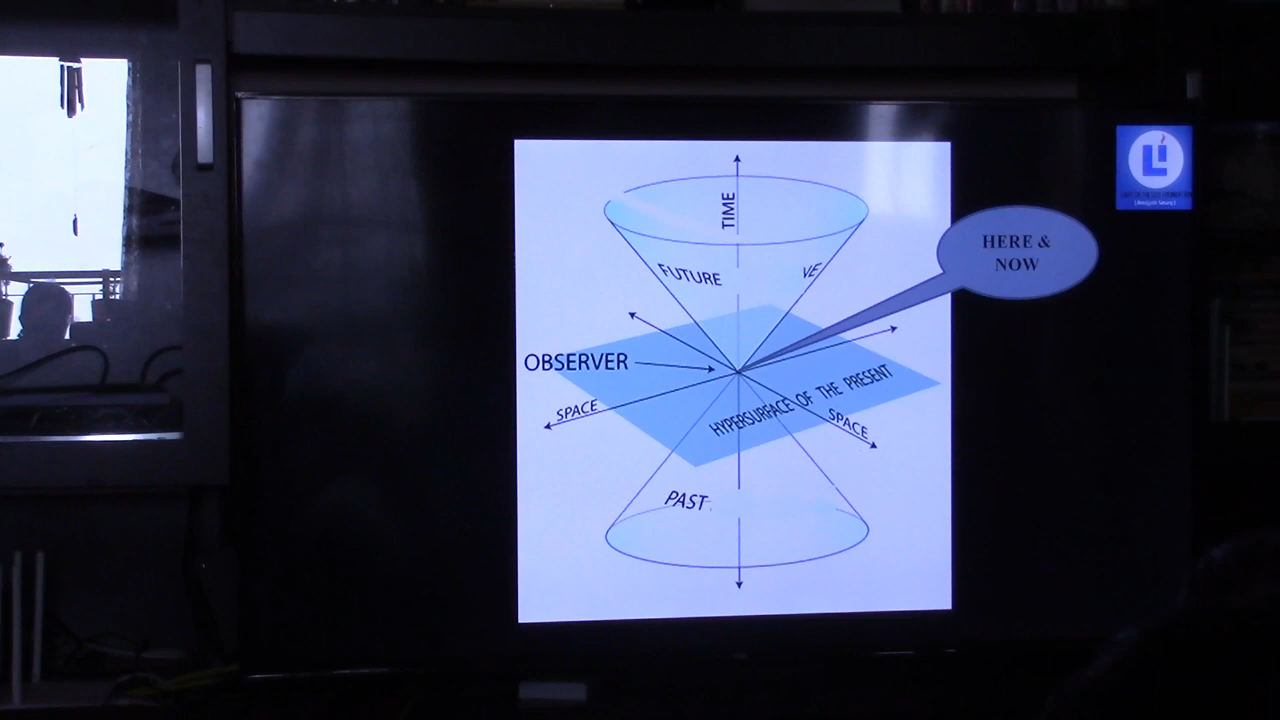 TIME
FUTURE
VE
HERE &
NOW
OBSERVER
SPACE
HYPERSURFACE OF THE PRESENT
SPACE
PAST